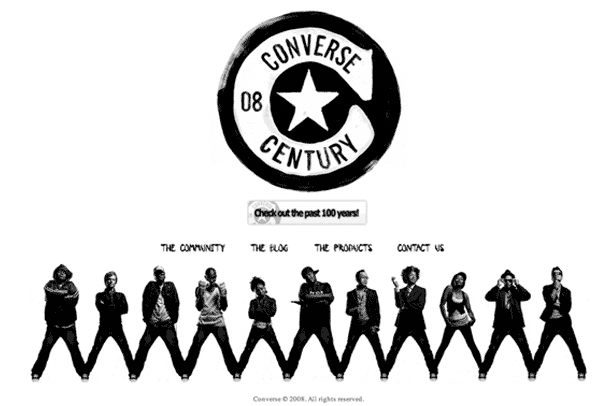 CONVERSE
08
CENTURY
Check out the past 100 years!
THE COMMUNITY THE BLOG THE PRODUCTS CONTACT US
Converse © 2008. All rights reserved.